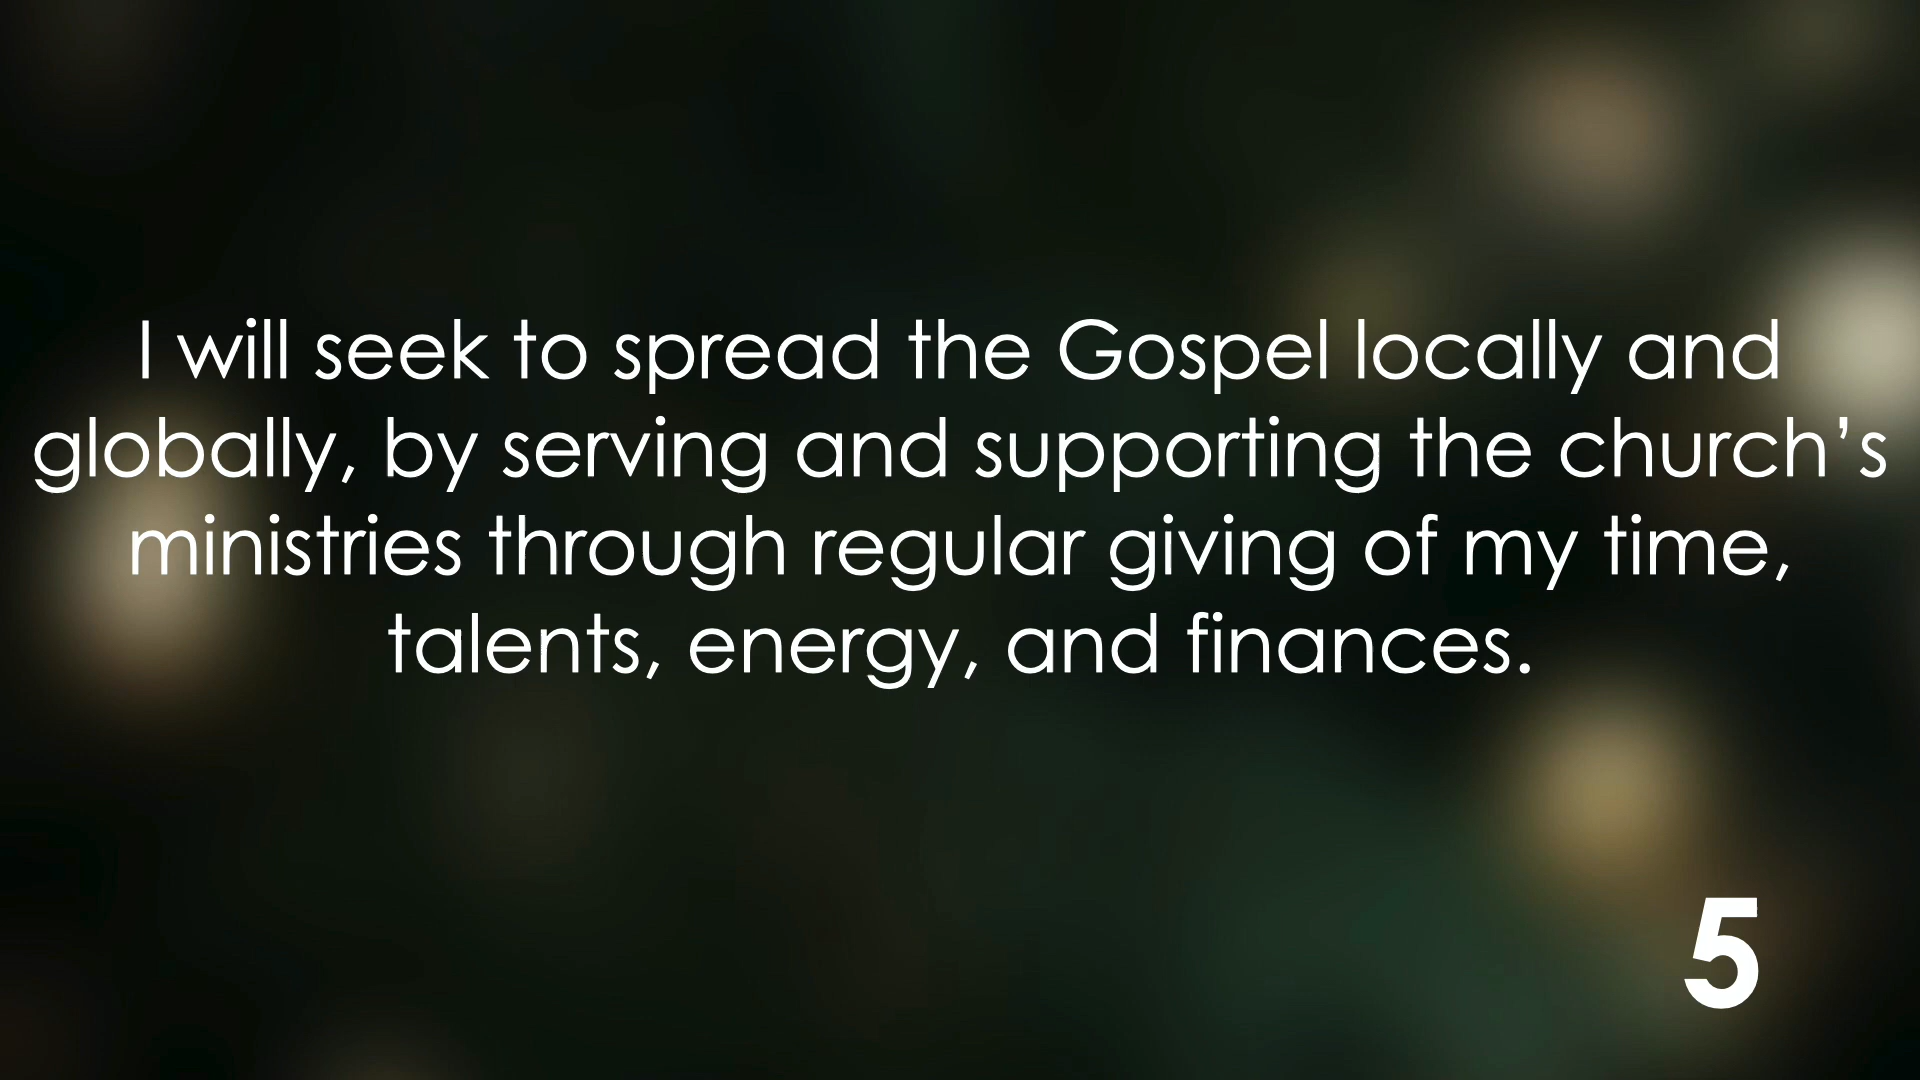 I will seek to spread the Gospel locally and
globally, by serving and supporting the church’s
ministries through regular giving of my time,
talents, energy, and finances.
5